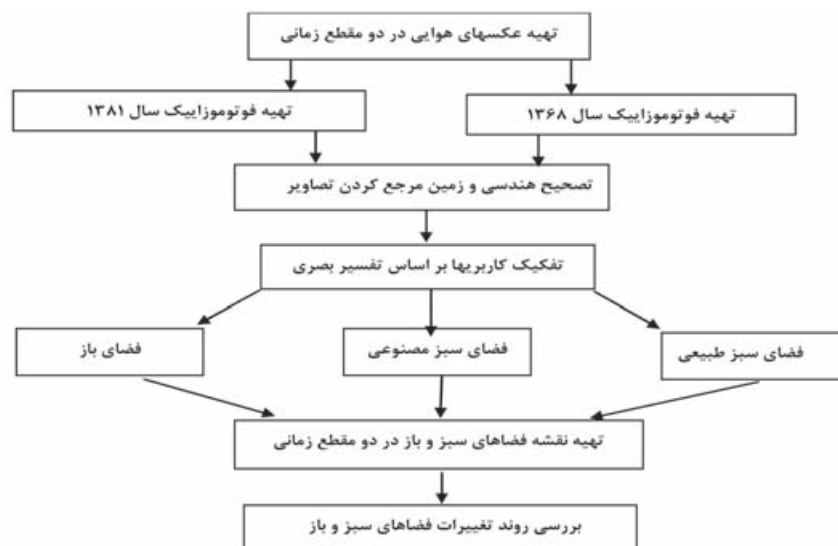 تهیه عکسهای هوایی در دو مقطع زمانی
تهیه فوتوموزاییک سال ۱۳۶۸
تهیه فوتوموزاییک سال ۱۳۸۱
تصحیح هندسی و زمین مرجع کردن تصاویر
تفکیک کاربریها بر اساس تفسیر بصری
فضای سبز طبیعی
فضای سبز مصنوعی
فضای باز
تهیه نقشه فضاهای سبز و باز در دو مقطع زمانی
بررسی روند تغییرات فضاهای سبز و باز